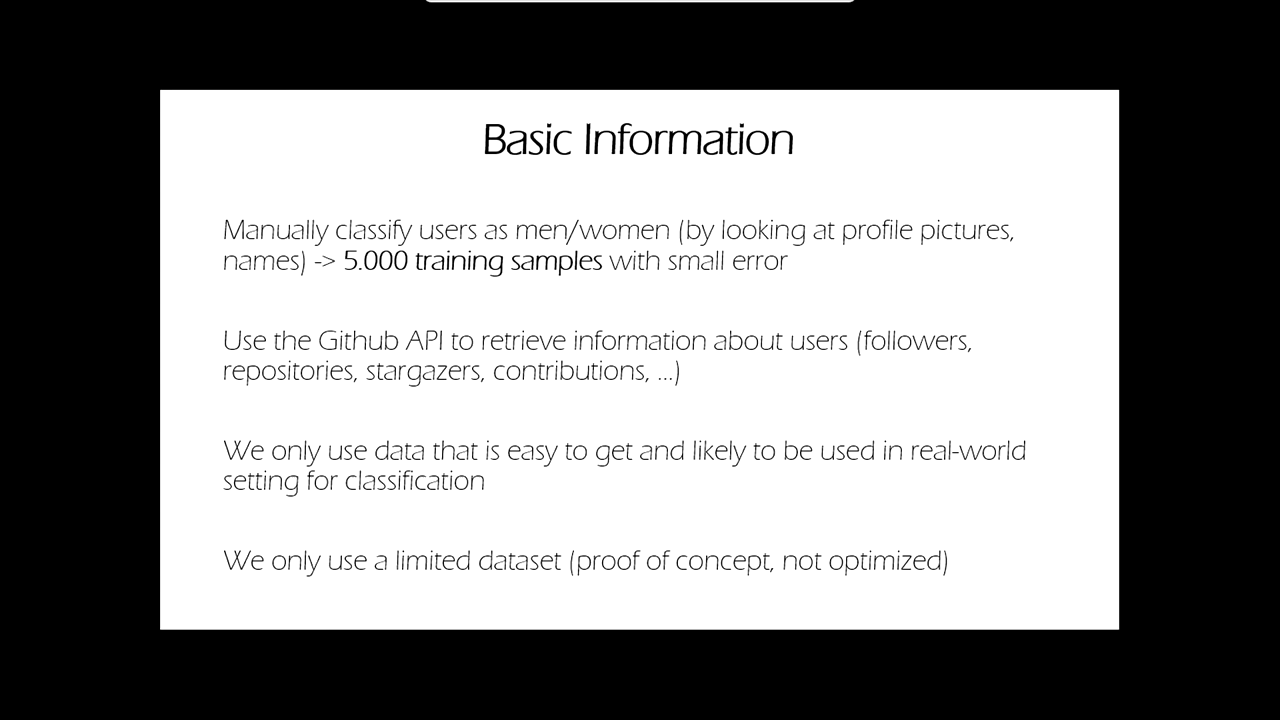 Basic Information
Manually classify users as men/women (by looking at profile pictures,
names) -> 5.000 training samples with small error
Use the Github API to retrieve information about users (followers,
repositories, stargazers, contributions, ...)
We only use data that is easy to get and likely to be used in real-world
setting for classification
We only use a limited dataset (proof of concept, not optimized)